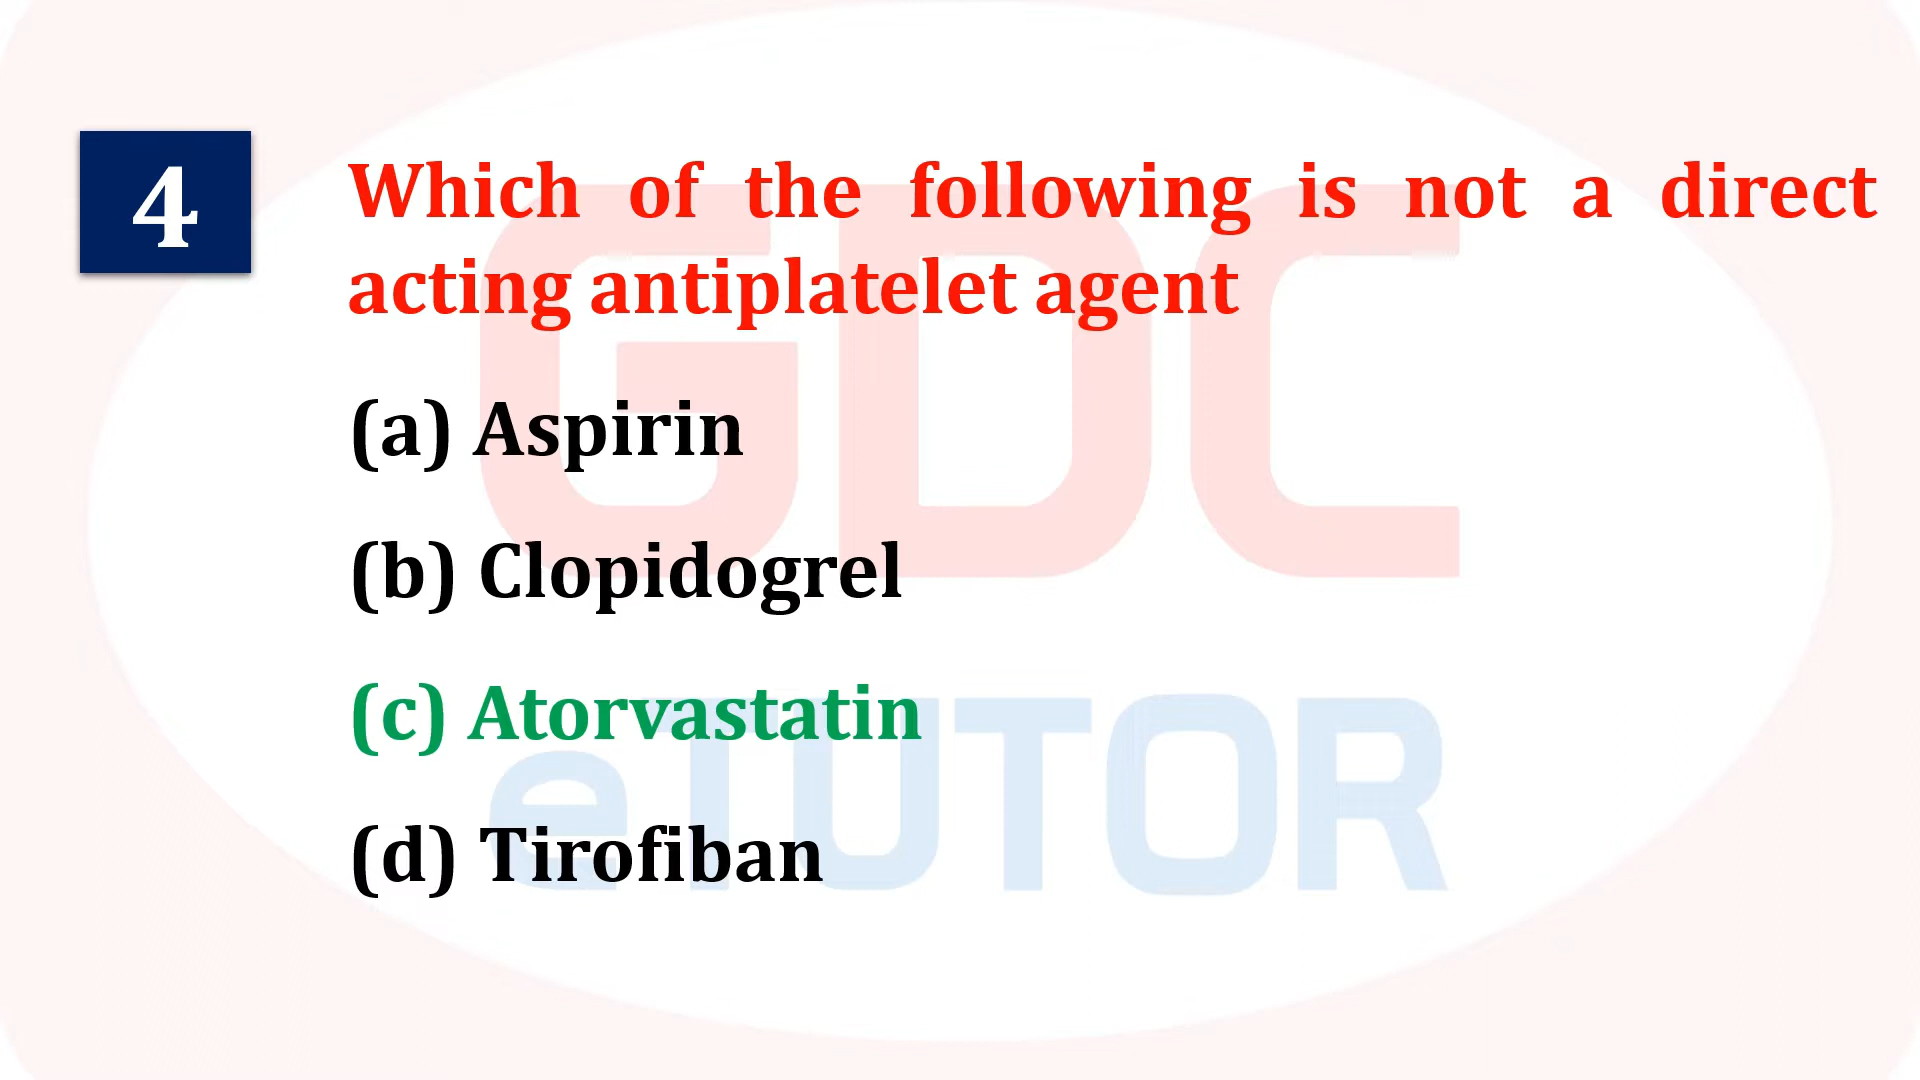 4
Which of the following is not a direct
acting antiplatelet agent
(a) Aspirin
(b) Clopidogrel
(c) Atorvastatin
(d) Tirofiban
GDC
eTUTOR